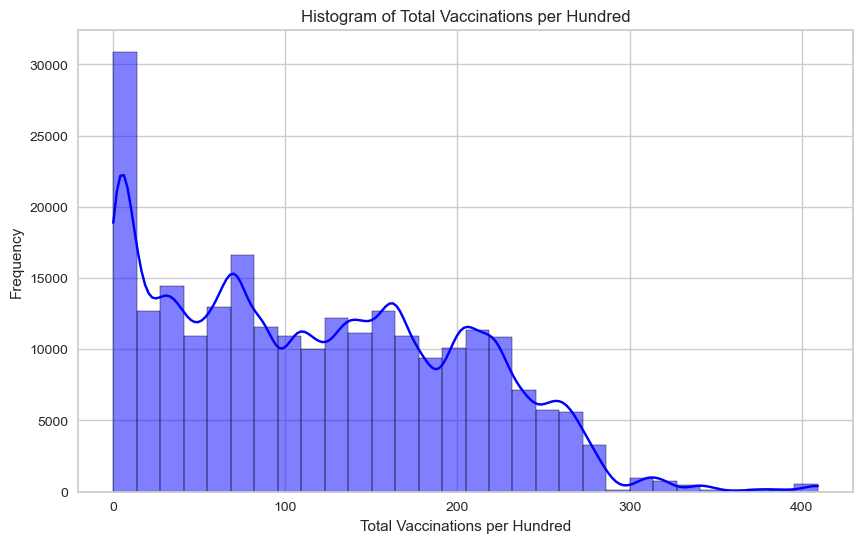 Histogram of Total Vaccinations per Hundred
30000
25000
20000
15000
10000
5000
0
Frequency
0 100 200 300 400
Total Vaccinations per Hundred